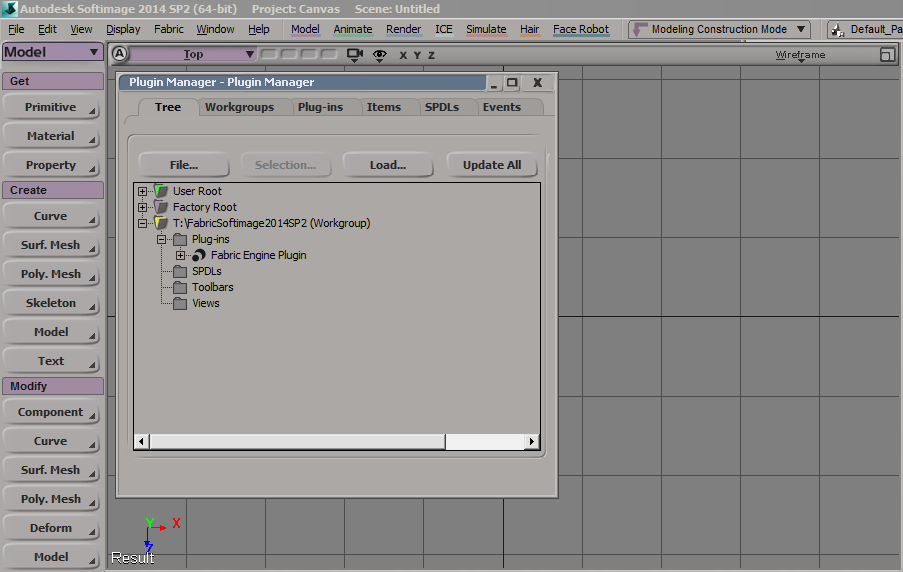 Autodesk Softimage 2014 SP2 (64-bit) Project: Canvas Scene: Untitled
File Edit View Display Fabric Window Help Model Animate Render ICE Simulate Hair Face Robot Modeling Construction Mode Default_Pa
Model A Top X Y Z Wireframe
Get
Primitive
Material
Property
Create
Curve
Surf. Mesh
Poly. Mesh
Skeleton
Model
Text
Modify
Component
Curve
Surf. Mesh
Poly. Mesh
Deform
Model
Plugin Manager - Plugin Manager
Tree Workgroups Plug-ins Items SPDLs Events
File... Selection... Load... Update All
User Root
Factory Root
T:\FabricSoftimage2014SP2 (Workgroup)
Plug-ins
Fabric Engine Plugin
SPDLs
Toolbars
Views
Y X
Z
Result